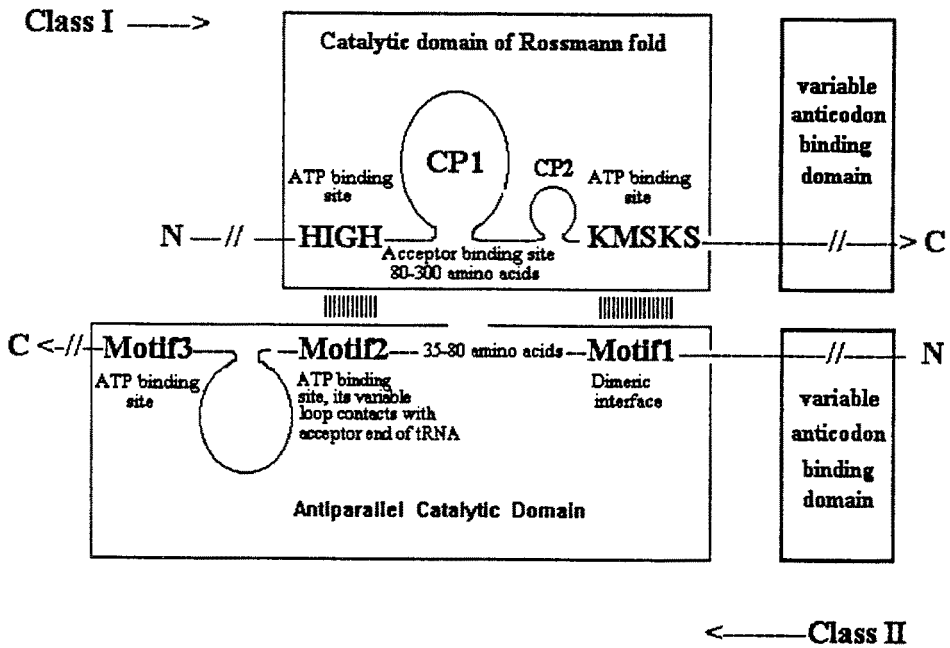 Class I
Catalytic domain of Rossmann fold
variable
anticodon
binding
domain
CP1
CP2
ATP binding
site
ATP binding
site
N —//— HIGH KMSKS —//—> C
Acceptor binding site
80-300 amino acids
C <-//— Motif3 — Motif2 — 35-80 amino acids — Motif1 —//— N
ATP binding
site
ATP binding
site, its variable
loop contacts with
acceptor end of tRNA
Dimeric
interface
variable
anticodon
binding
domain
Antiparallel Catalytic Domain
<———Class II